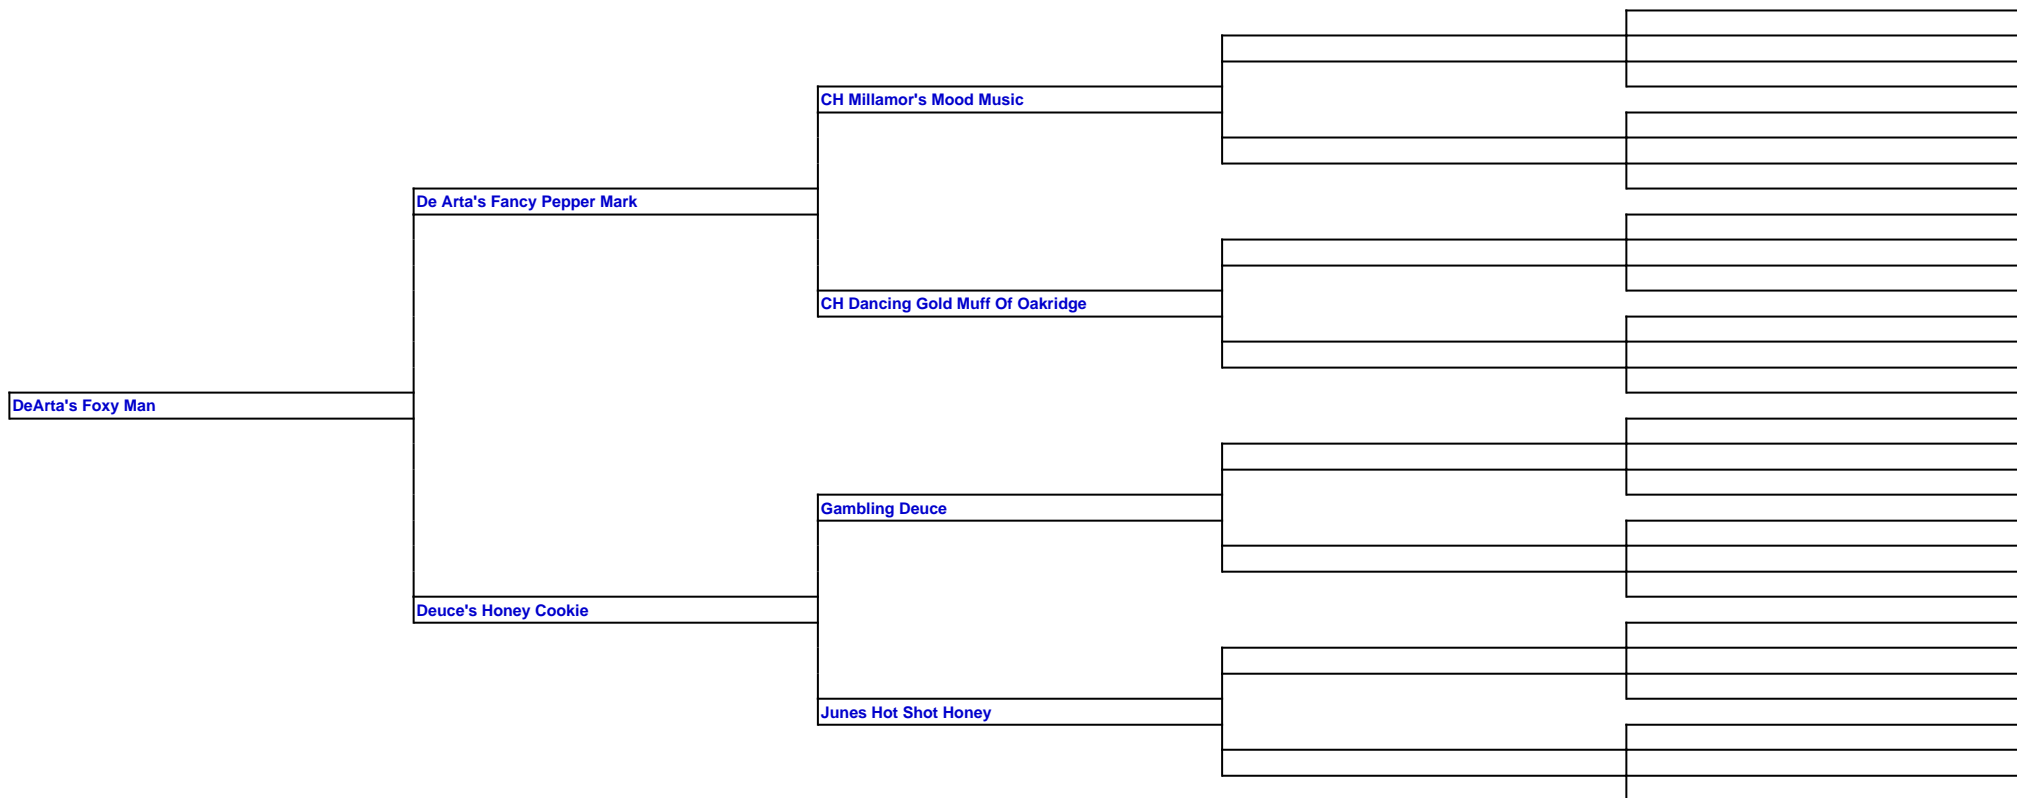 CH Millamor's Mood Music
De Arta's Fancy Pepper Mark
CH Dancing Gold Muff Of Oakridge
DeArta's Foxy Man
Gambling Deuce
Deuce's Honey Cookie
Junes Hot Shot Honey